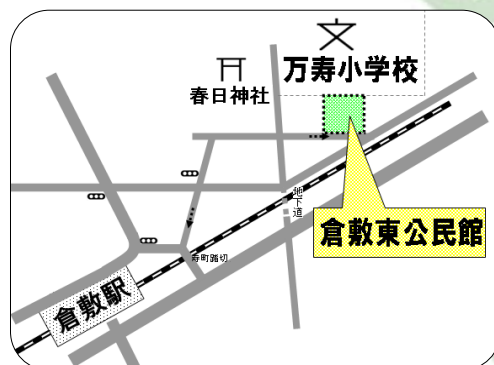 万寿小学校
春日神社
地下道
倉敷東公民館
寿町踏切
倉敷駅